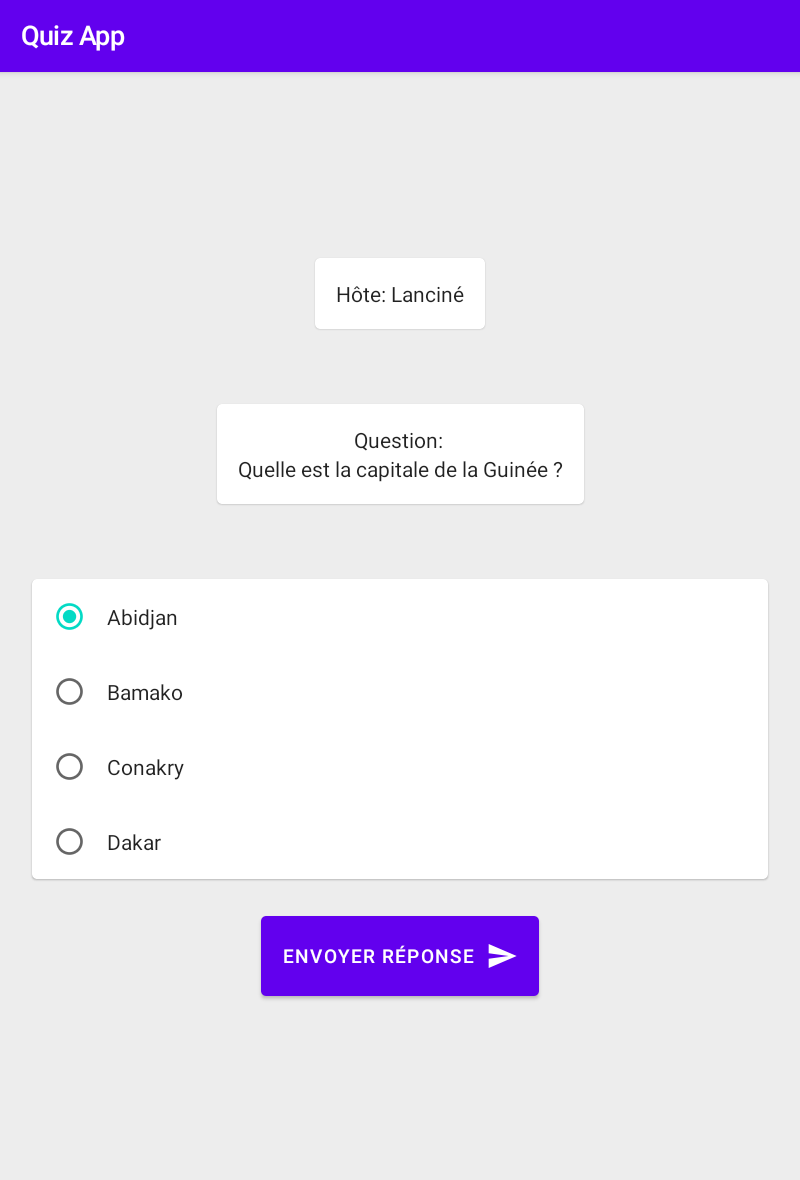 Quiz App
Hôte: Lanciné
Question:
Quelle est la capitale de la Guinée ?
Abidjan
Bamako
Conakry
Dakar
ENVOYER RÉPONSE